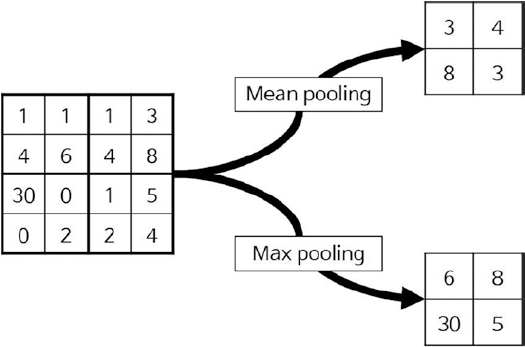 3 4
8 3
Mean pooling
1 1 1 3
4 6 4 8
30 0 1 5
0 2 2 4
Max pooling
6 8
30 5